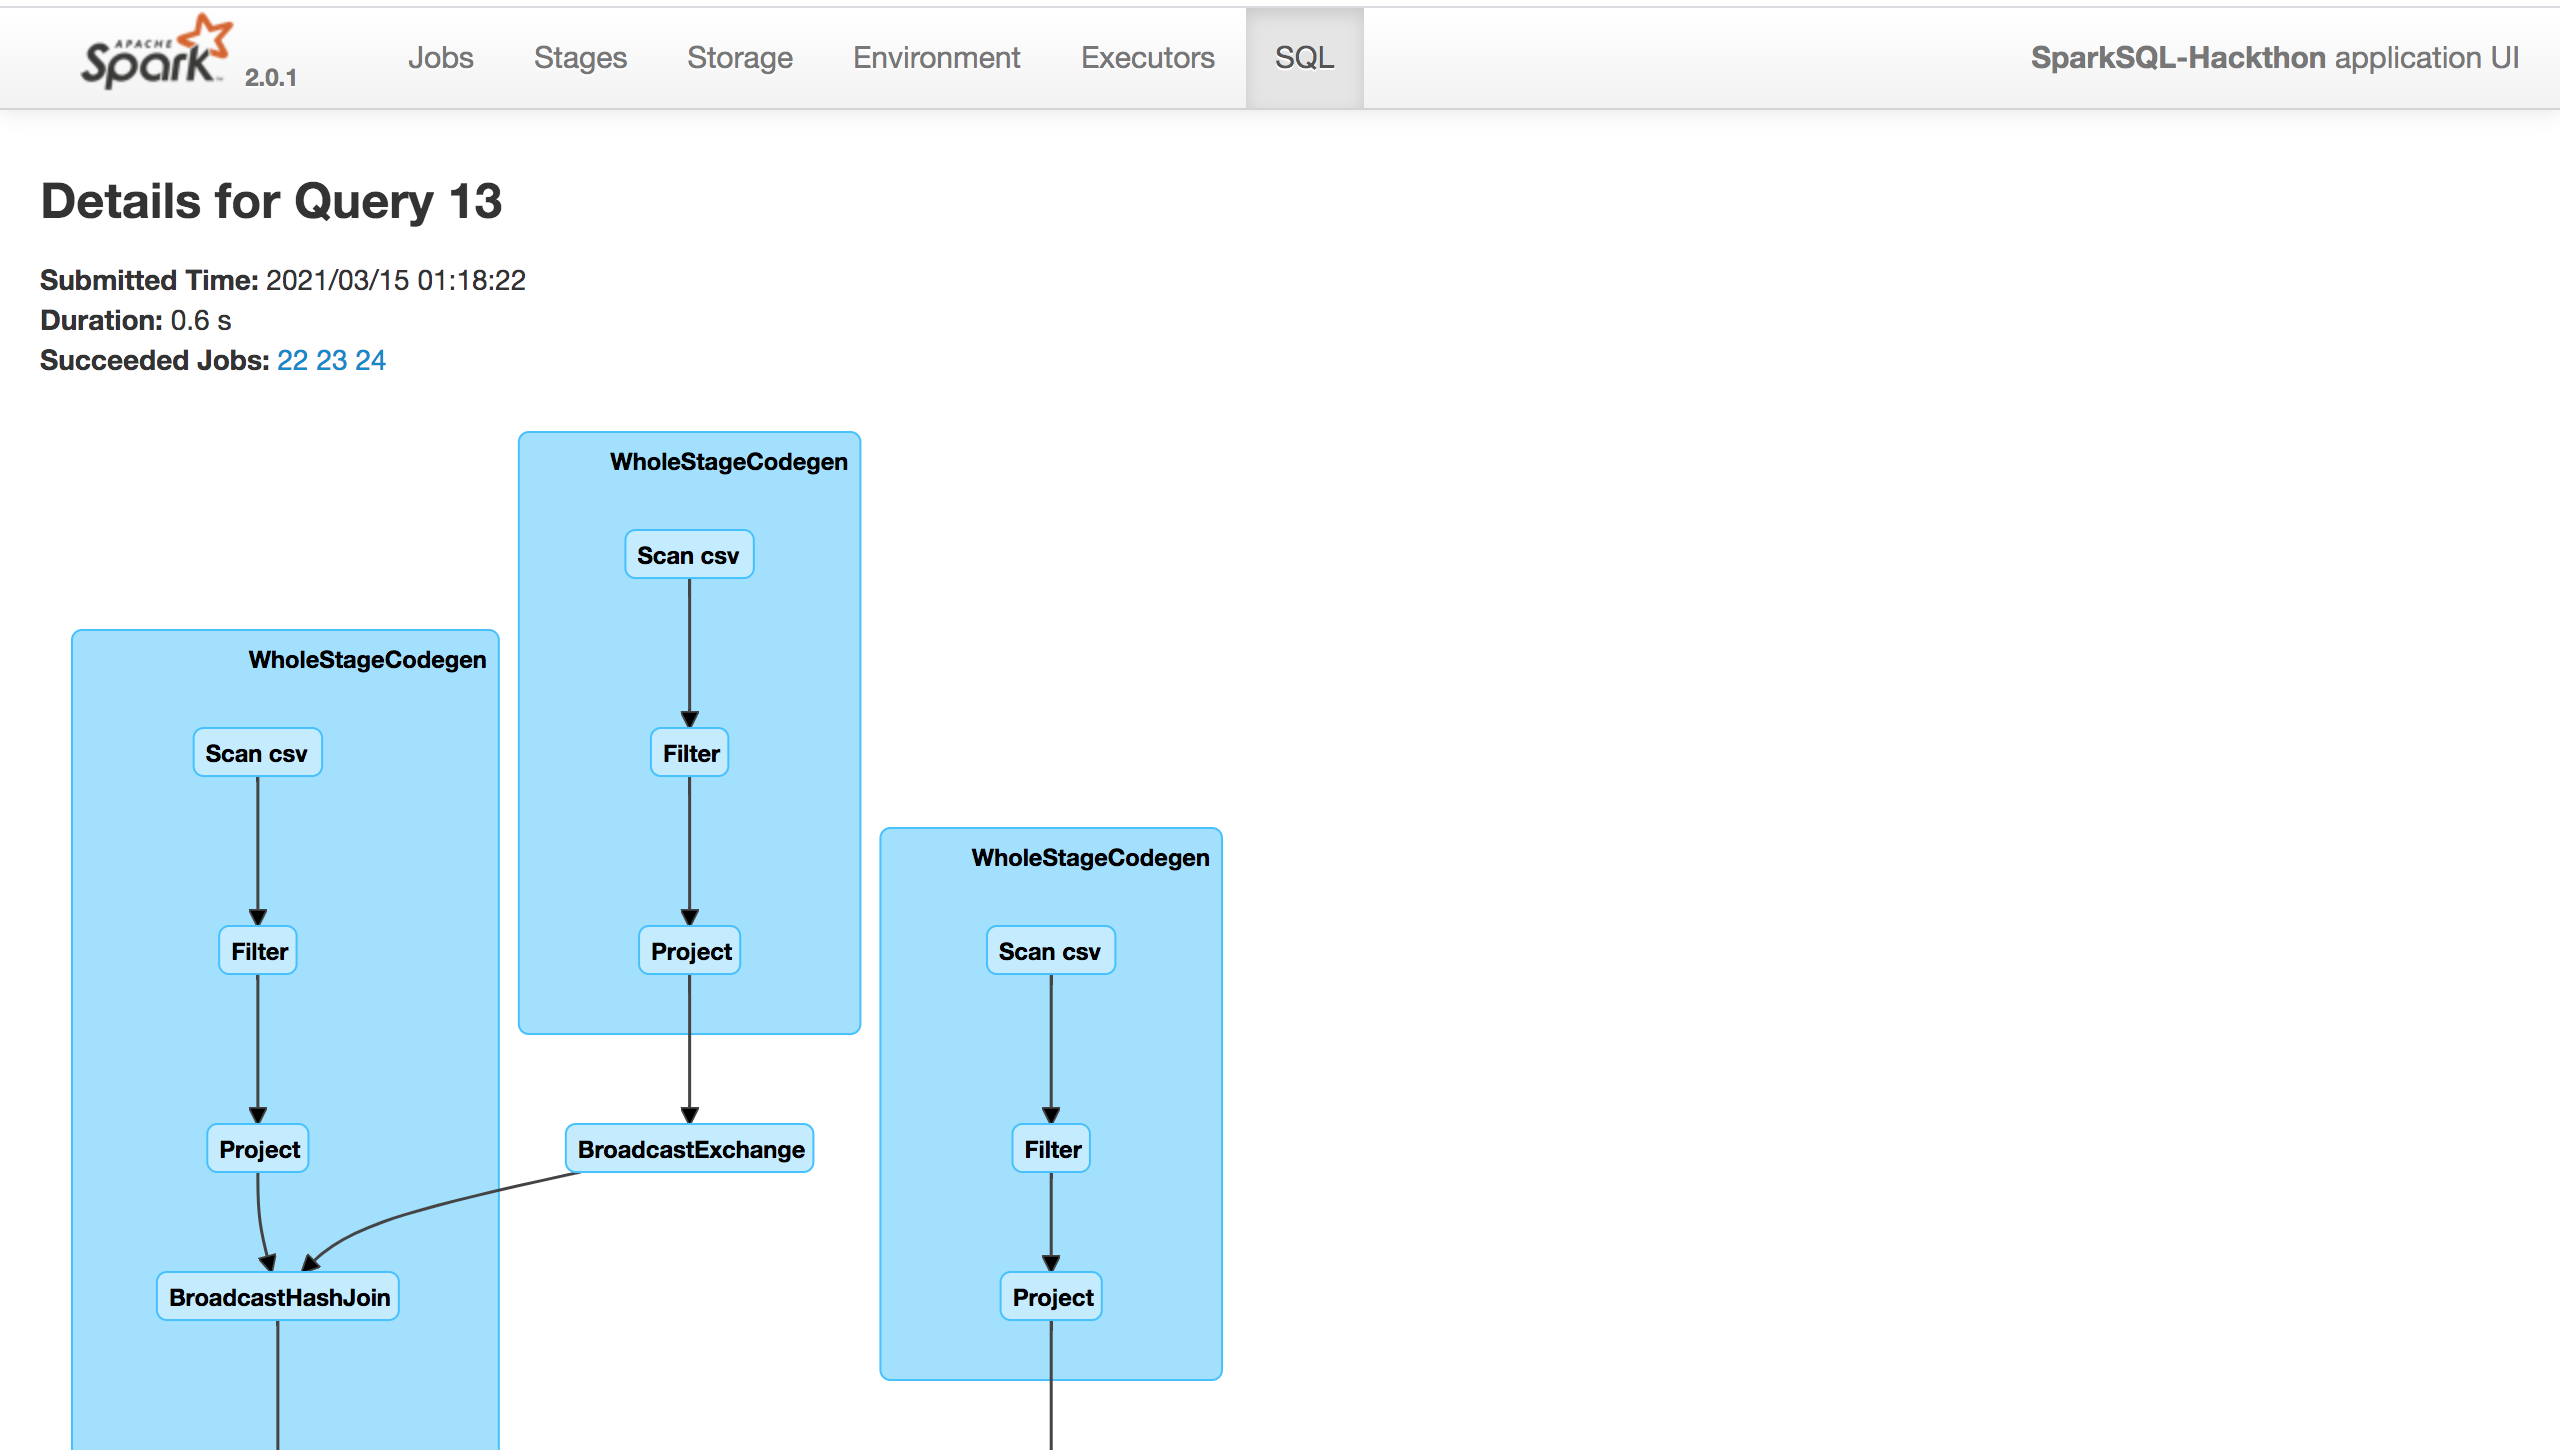 APACHE
Spark 2.0.1
Jobs Stages Storage Environment Executors SQL SparkSQL-Hackthon application UI
Details for Query 13
Submitted Time: 2021/03/15 01:18:22
Duration: 0.6 s
Succeeded Jobs: 22 23 24
WholeStageCodegen
Scan csv
WholeStageCodegen
Scan csv
Filter
WholeStageCodegen
Filter
Project
Scan csv
Project
BroadcastExchange
Filter
BroadcastHashJoin
Project